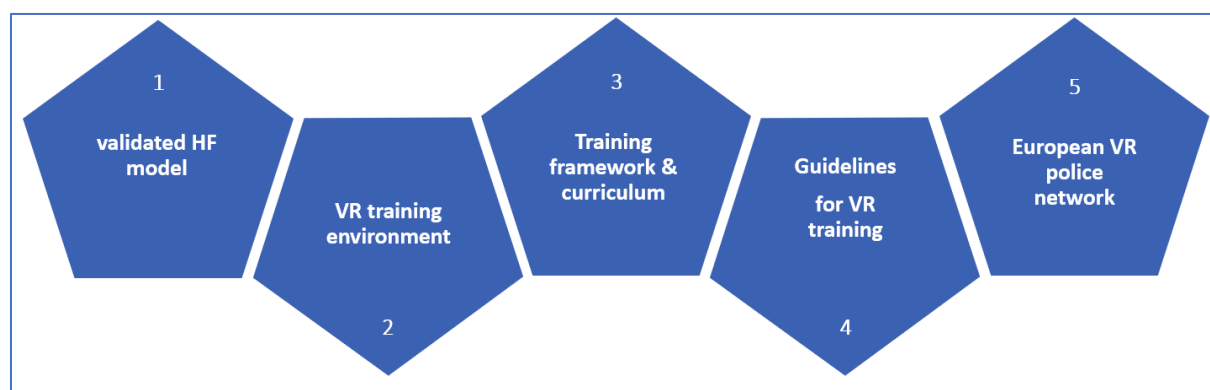 1
validated HF
model
2
VR training
environment
3
Training
framework &
curriculum
4
Guidelines
for VR
training
5
European VR
police
network